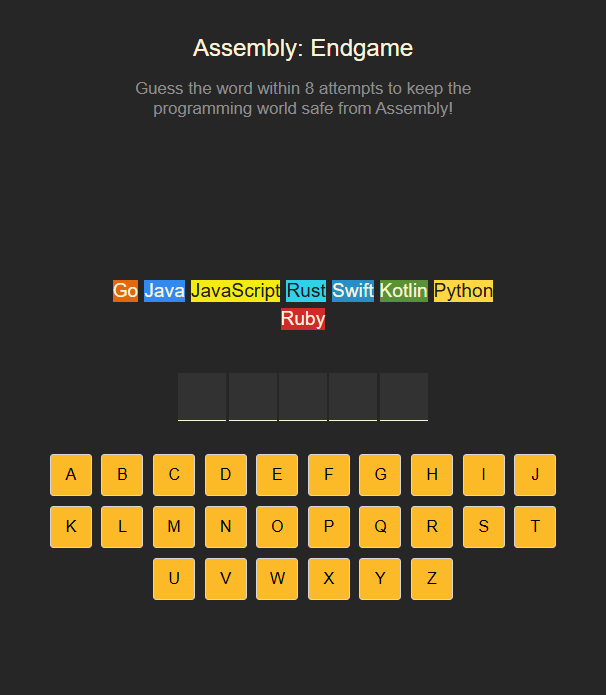 Assembly: Endgame
Guess the word within 8 attempts to keep the
programming world safe from Assembly!
Go Java JavaScript Rust Swift Kotlin Python
Ruby
A B C D E F G H I J
K L M N O P Q R S T
U V W X Y Z